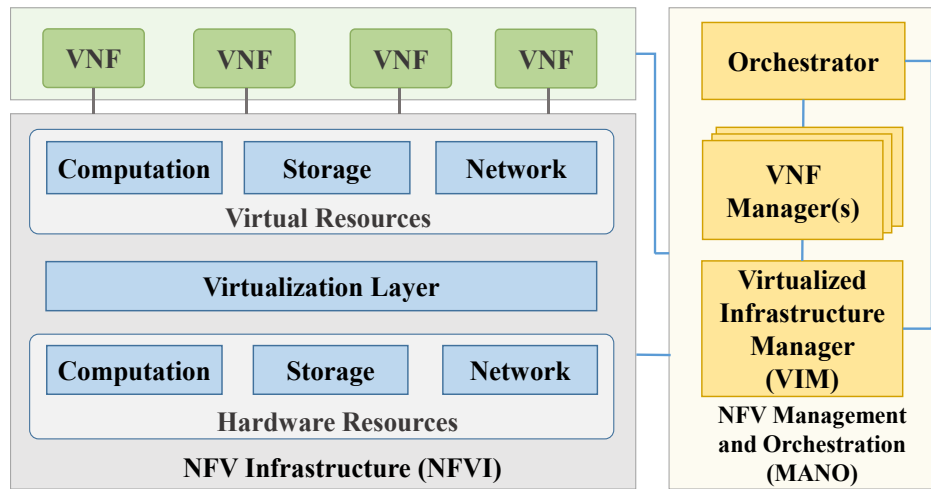 VNF
VNF
VNF
VNF
Computation
Storage
Network
Virtual Resources
Virtualization Layer
Computation
Storage
Network
Hardware Resources
NFV Infrastructure (NFVI)
Orchestrator
VNF
Manager(s)
Virtualized
Infrastructure
Manager
(VIM)
NFV Management
and Orchestration
(MANO)